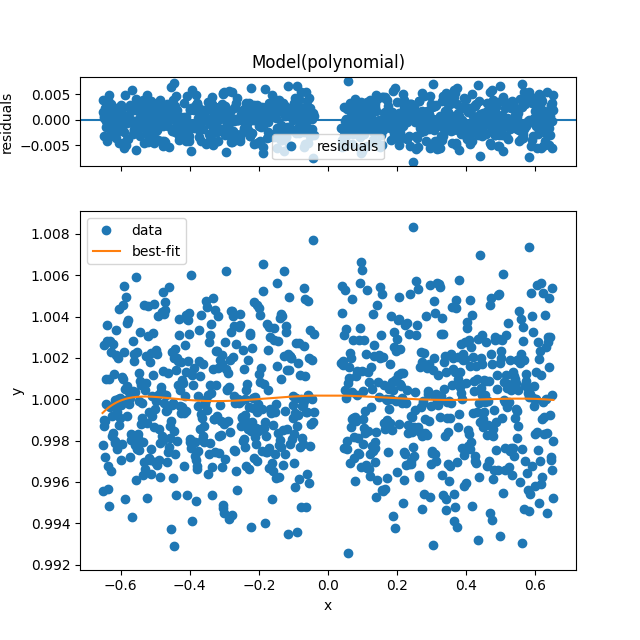 Model(polynomial)
residuals
0.005
0.000
−0.005
residuals
data
best-fit
y
1.008
1.006
1.004
1.002
1.000
0.998
0.996
0.994
0.992
−0.6 −0.4 −0.2 0.0 0.2 0.4 0.6
x